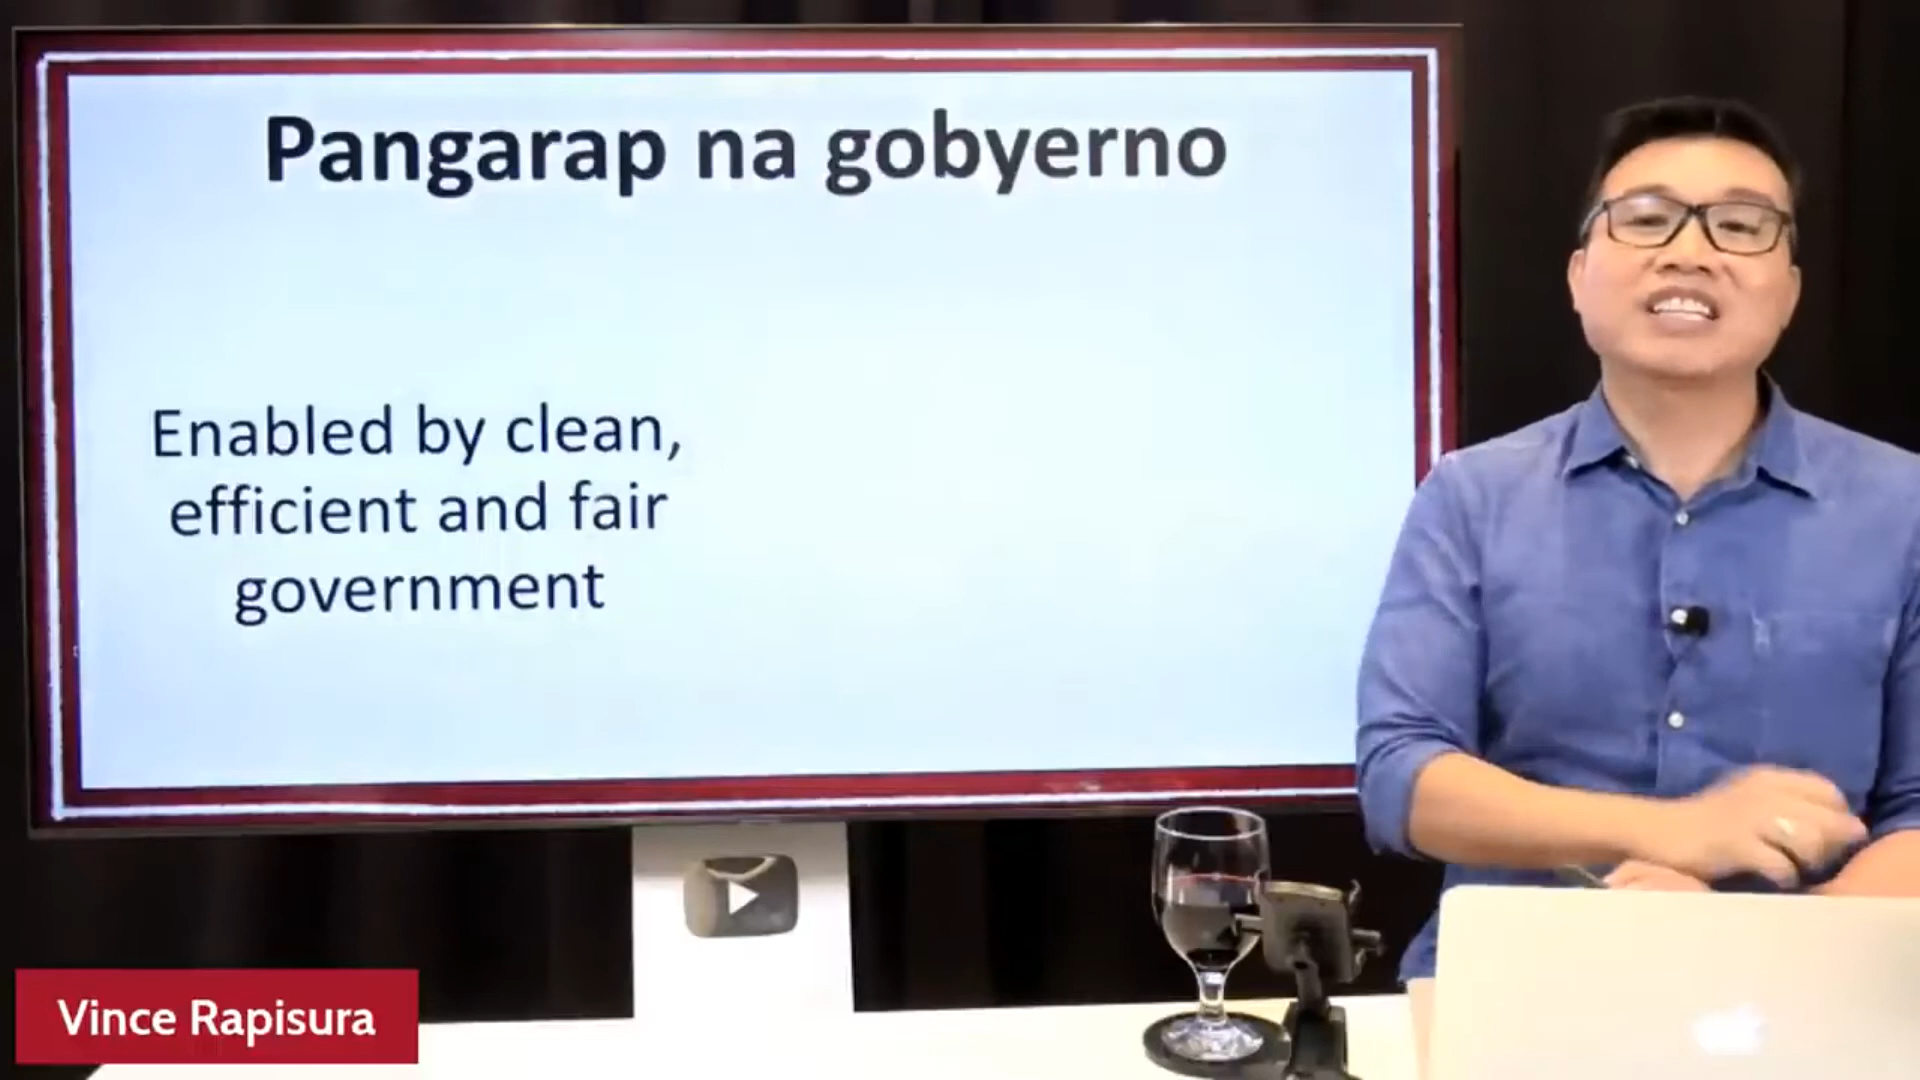 Pangarap na gobyerno
Enabled by clean,
efficient and fair
government
Vince Rapisura